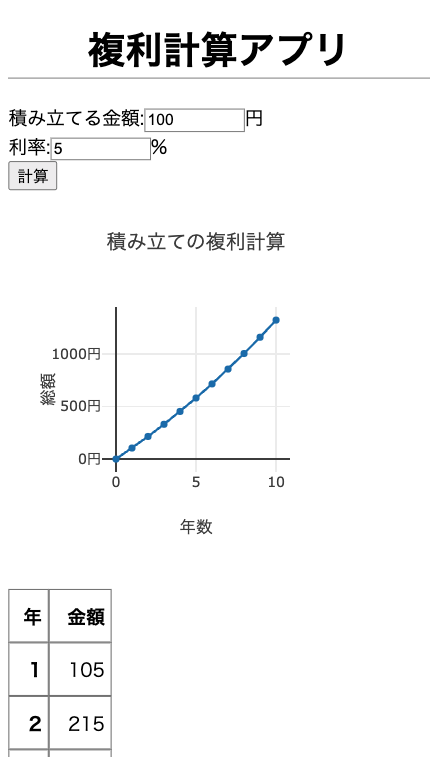 複利計算アプリ
積み立てる金額:100円
利率:5%
計算
積み立ての複利計算
1000円
500円
0円
総額
0 5 10
年数
年 金額
1 105
2 215